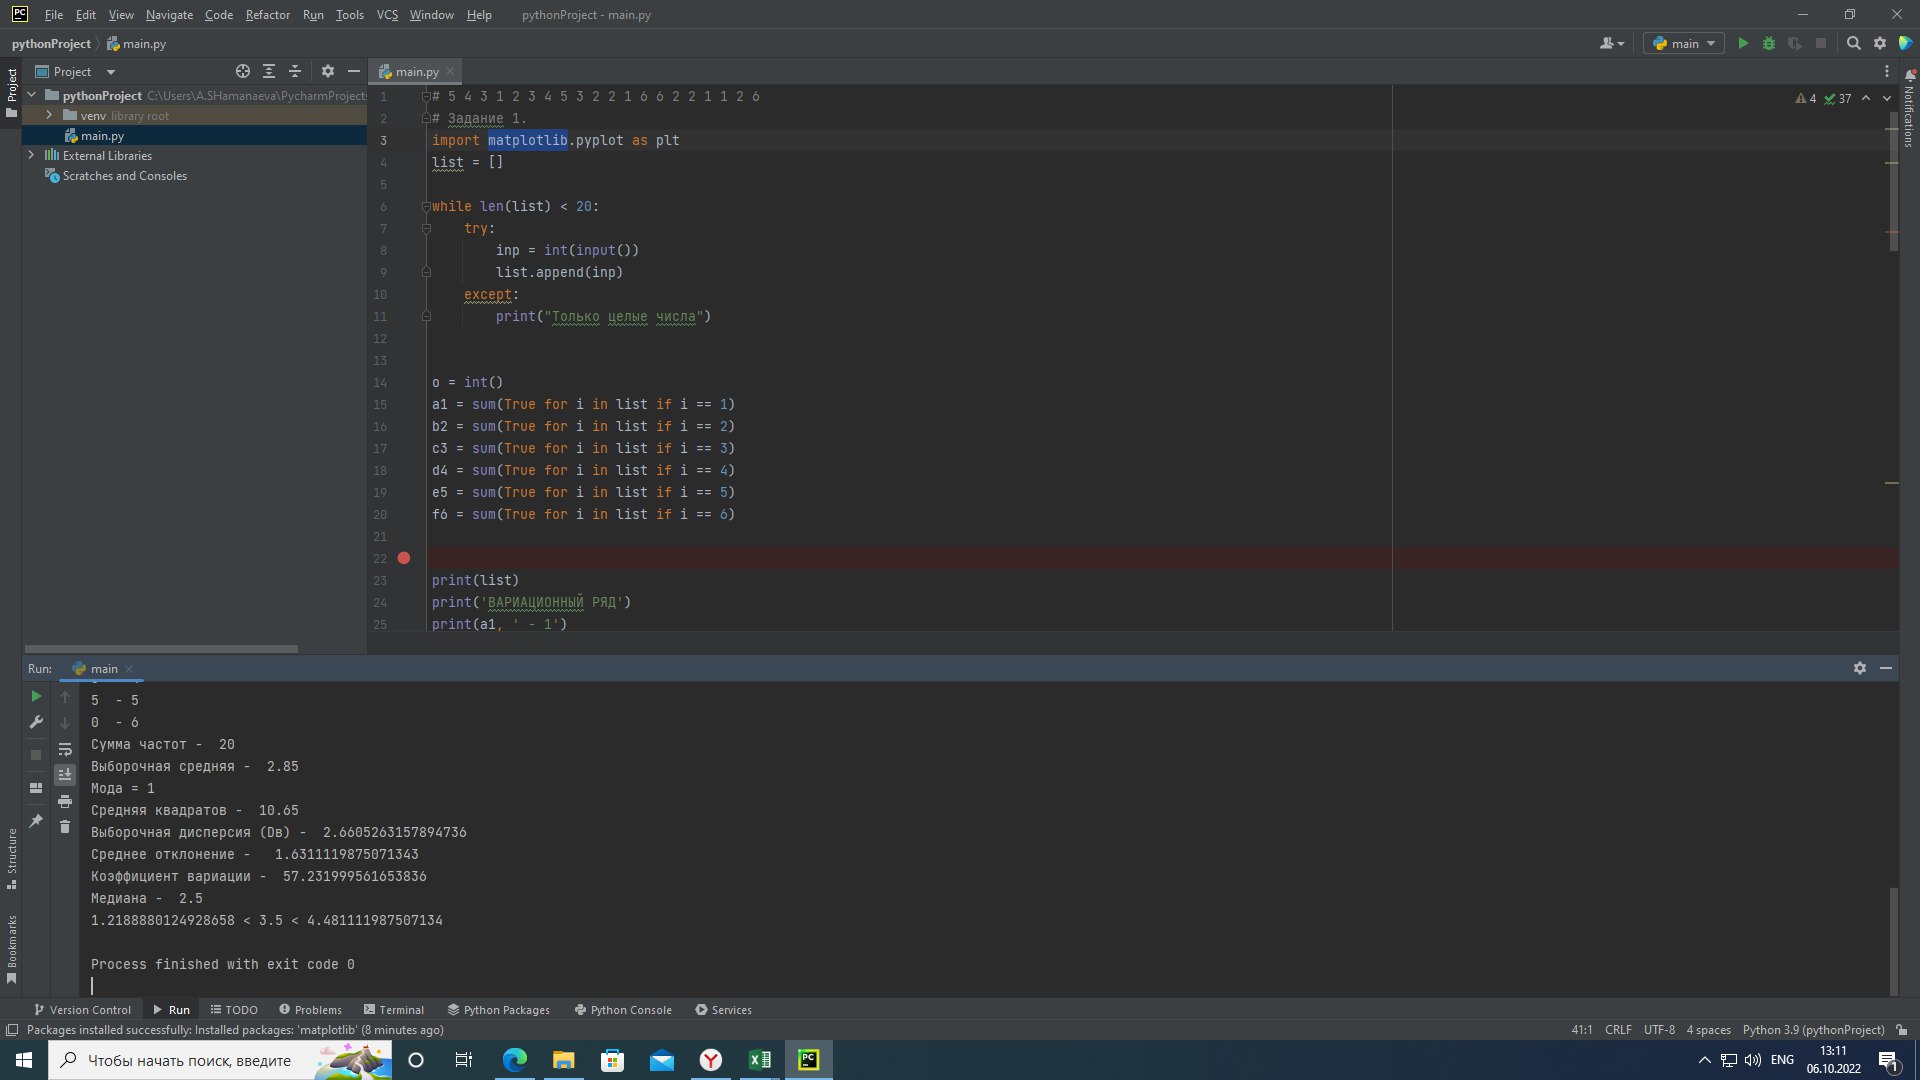 File Edit View Navigate Code Refactor Run Tools VCS Window Help pythonProject - main.py
pythonProject main.py main
Project main.py
pythonProject C:\Users\A.SHamanaeva\PycharmProjects
venv library root
main.py
External Libraries
Scratches and Consoles
Project
Structure
Bookmarks
Notifications
4 37
1 # 5 4 3 1 2 3 4 5 3 2 2 1 6 6 2 2 1 1 2 6
2 # Задание 1.
3 import matplotlib.pyplot as plt
4 list = []
5
6 while len(list) < 20:
7 try:
8 inp = int(input())
9 list.append(inp)
10 except:
11 print("Только целые числа")
12
13
14 o = int()
15 a1 = sum(True for i in list if i == 1)
16 b2 = sum(True for i in list if i == 2)
17 c3 = sum(True for i in list if i == 3)
18 d4 = sum(True for i in list if i == 4)
19 e5 = sum(True for i in list if i == 5)
20 f6 = sum(True for i in list if i == 6)
21
22
23 print(list)
24 print('ВАРИАЦИОННЫЙ РЯД')
25 print(a1, ' - 1')
Run: main
5  - 5
0  - 6
Сумма частот -  20
Выборочная средняя -  2.85
Мода = 1
Средняя квадратов -  10.65
Выборочная дисперсия (Dв) -  2.6605263157894736
Среднее отклонение -   1.6311119875071343
Коэффициент вариации -  57.231999561653836
Медиана -  2.5
1.2188880124928658 < 3.5 < 4.481111987507134
Process finished with exit code 0
Version Control Run TODO Problems Terminal Python Packages Python Console Services
Packages installed successfully: Installed packages: 'matplotlib' (8 minutes ago) 41:1 CRLF UTF-8 4 spaces Python 3.9 (pythonProject)
Чтобы начать поиск, введите ENG 13:11
06.10.2022 1